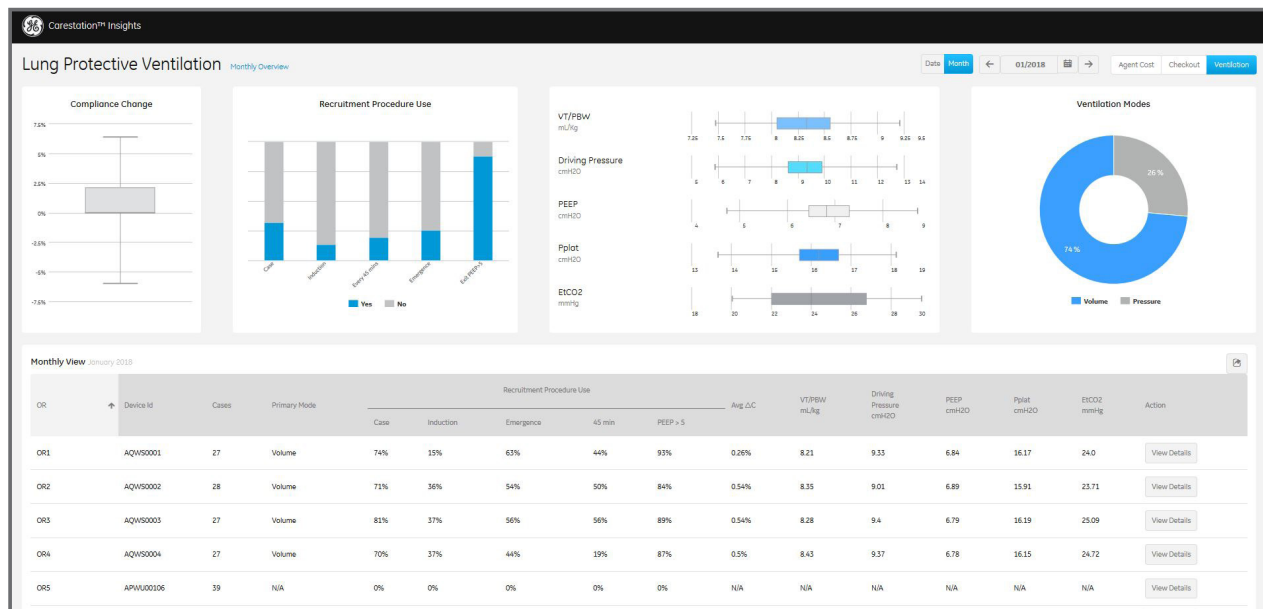 Carestation™ Insights
Lung Protective Ventilation Monthly Overview
Date Month 01/2018 Agent Cost Checkout Ventilation
Compliance Change
7.5%
5%
2.5%
0%
-2.5%
-5%
-7.5%
Recruitment Procedure Use
Case Induction Every 45 mins Emergence Exit PEEP>5
Yes No
VT/PBW
mL/Kg
7.25 7.5 7.75 8 8.25 8.5 8.75 9 9.25 9.5
Driving Pressure
cmH2O
5 6 7 8 9 10 11 12 13 14
PEEP
cmH2O
4 5 6 7 8 9
Pplat
cmH2O
13 14 15 16 17 18 19
EtCO2
mmHg
18 20 22 24 26 28 30
Ventilation Modes
26 %
74 %
Volume Pressure
Monthly View January 2018
Recruitment Procedure Use
OR Device Id Cases Primary Mode Case Induction Emergence 45 min PEEP > 5 Avg △C VT/PBW mL/kg Driving Pressure cmH2O PEEP cmH2O Pplat cmH2O EtCO2 mmHg Action
OR1 AQWS0001 27 Volume 74% 15% 63% 44% 93% 0.26% 8.21 9.33 6.84 16.17 24.0 View Details
OR2 AQWS0002 28 Volume 71% 36% 54% 50% 84% 0.54% 8.35 9.01 6.89 15.91 23.71 View Details
OR3 AQWS0003 27 Volume 81% 37% 56% 56% 89% 0.54% 8.28 9.4 6.79 16.19 25.09 View Details
OR4 AQWS0004 27 Volume 70% 37% 44% 19% 87% 0.5% 8.43 9.37 6.78 16.15 24.72 View Details
OR5 APWU00106 39 N/A 0% 0% 0% 0% 0% N/A N/A N/A N/A N/A N/A View Details